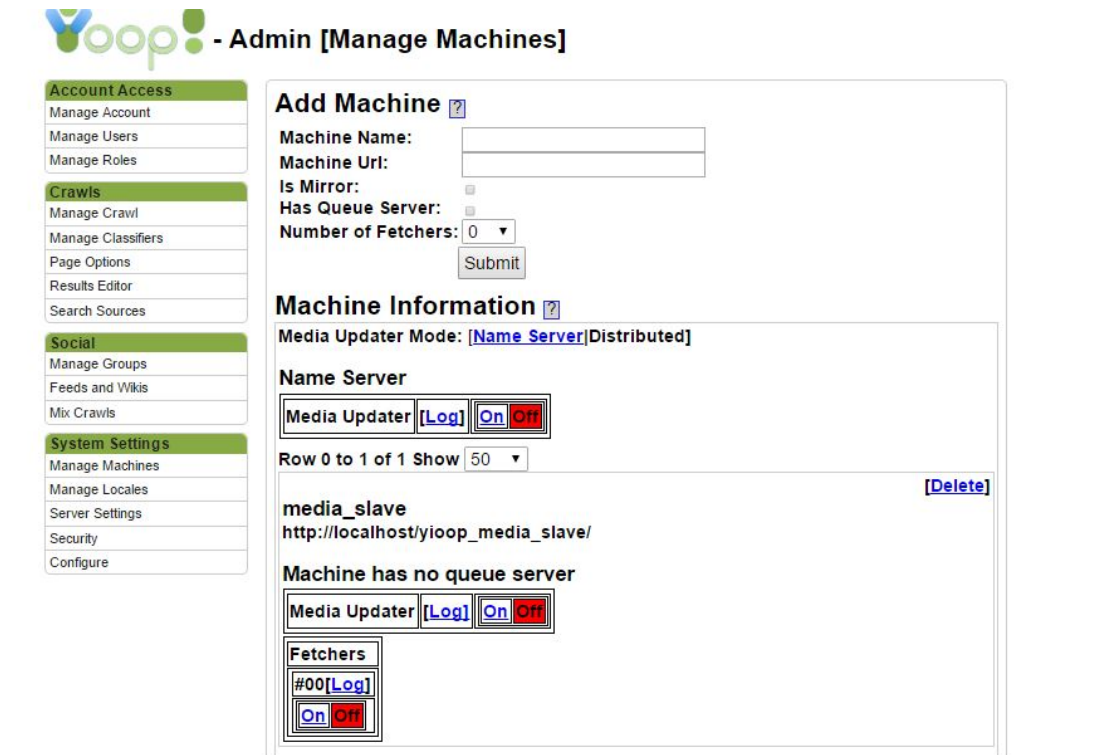 Yioop! - Admin [Manage Machines]
Account Access
Manage Account
Manage Users
Manage Roles
Crawls
Manage Crawl
Manage Classifiers
Page Options
Results Editor
Search Sources
Social
Manage Groups
Feeds and Wikis
Mix Crawls
System Settings
Manage Machines
Manage Locales
Server Settings
Security
Configure
Add Machine [?]
Machine Name:
Machine Url:
Is Mirror:
Has Queue Server:
Number of Fetchers: 0
Submit
Machine Information [?]
Media Updater Mode: [Name Server|Distributed]
Name Server
Media Updater [Log] On Off
Row 0 to 1 of 1 Show 50
[Delete]
media_slave
http://localhost/yioop_media_slave/
Machine has no queue server
Media Updater [Log] On Off
Fetchers
#00[Log]
On Off